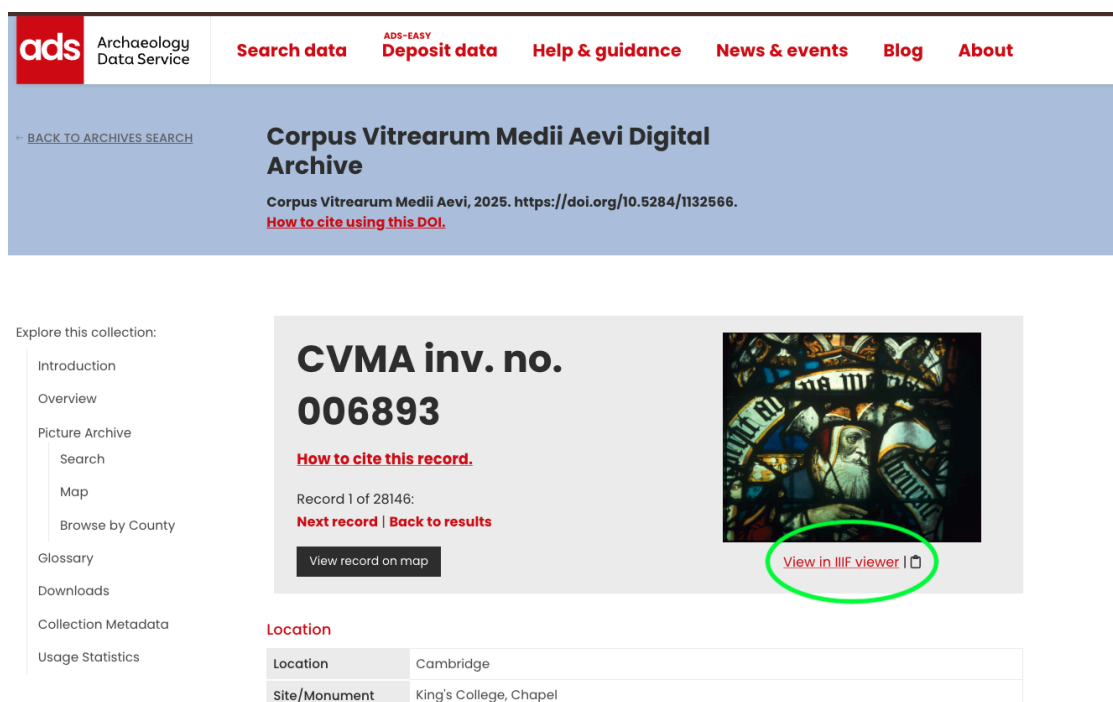 ads
Archaeology
Data Service
Search data
ADS-EASY
Deposit data
Help & guidance
News & events
Blog
About
← BACK TO ARCHIVES SEARCH
Corpus Vitrearum Medii Aevi Digital
Archive
Corpus Vitrearum Medii Aevi, 2025. https://doi.org/10.5284/1132566.
How to cite using this DOI.
Explore this collection:
Introduction
Overview
Picture Archive
Search
Map
Browse by County
Glossary
Downloads
Collection Metadata
Usage Statistics
CVMA inv. no.
006893
How to cite this record.
Record 1 of 28146:
Next record | Back to results
View record on map
View in IIIF viewer |
Location
Location
Cambridge
Site/Monument
King's College, Chapel